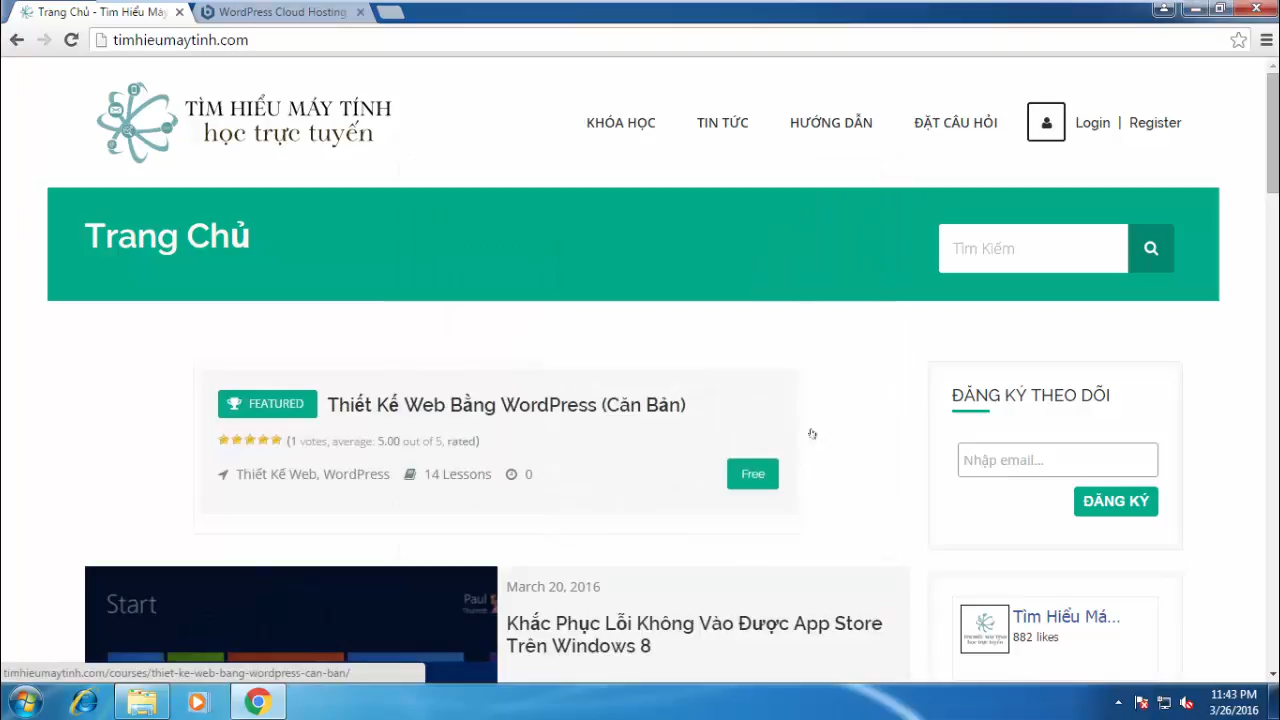 Trang Chủ - Tìm Hiểu Máy
WordPress Cloud Hosting
timhieumaytinh.com
TÌM HIỂU MÁY TÍNH
học trực tuyến
KHÓA HỌC
TIN TỨC
HƯỚNG DẪN
ĐẶT CÂU HỎI
Login | Register
Trang Chủ
Tìm Kiếm
FEATURED
Thiết Kế Web Bằng WordPress (Căn Bản)
(1 votes, average: 5.00 out of 5, rated)
Thiết Kế Web, WordPress
14 Lessons
0
Free
ĐĂNG KÝ THEO DÕI
Nhập email...
ĐĂNG KÝ
Start
Paul
March 20, 2016
Khắc Phục Lỗi Không Vào Được App Store
Trên Windows 8
Tìm Hiểu Má...
882 likes
timhieumaytinh.com/courses/thiet-ke-web-bang-wordpress-can-ban/
11:43 PM
3/26/2016